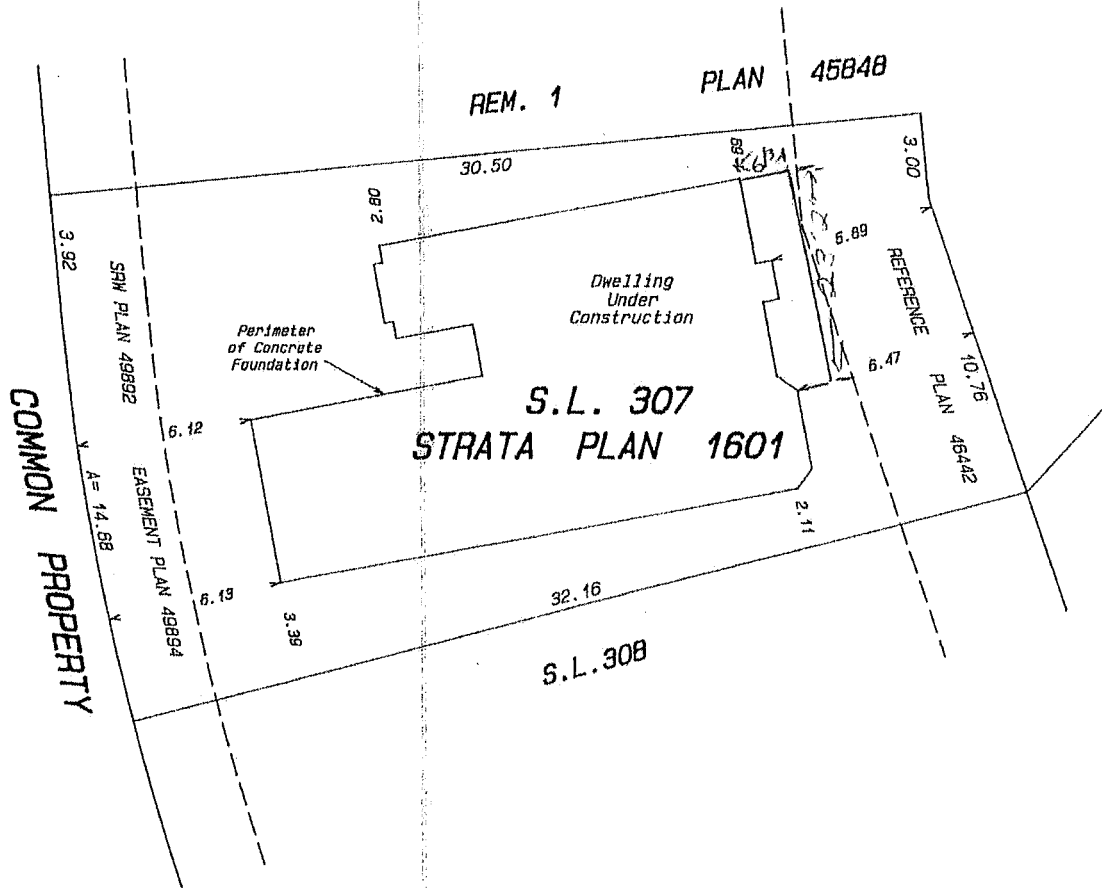 REM. 1
PLAN 45848
30.50
3.00
2.80
3.92
6.89
SRW PLAN 49892
Dwelling
Under
Construction
REFERENCE
PLAN 46442
Perimeter
of Concrete
Foundation
6.47
10.76
S.L. 307
STRATA PLAN 1601
6.12
COMMON PROPERTY
A= 14.68
EASEMENT PLAN 49894
2.11
6.13
3.39
32.16
S.L.308